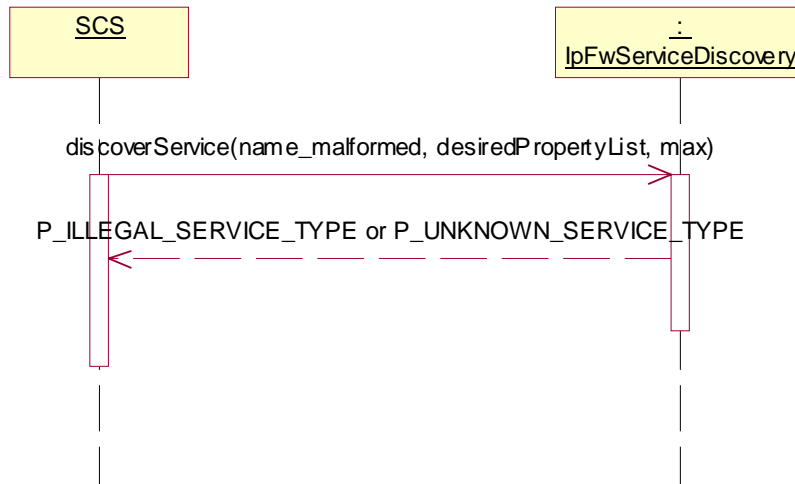 SCS
:
IpFwServiceDiscovery
discoverService(name_malformed, desiredPropertyList, max)
P_ILLEGAL_SERVICE_TYPE or P_UNKNOWN_SERVICE_TYPE